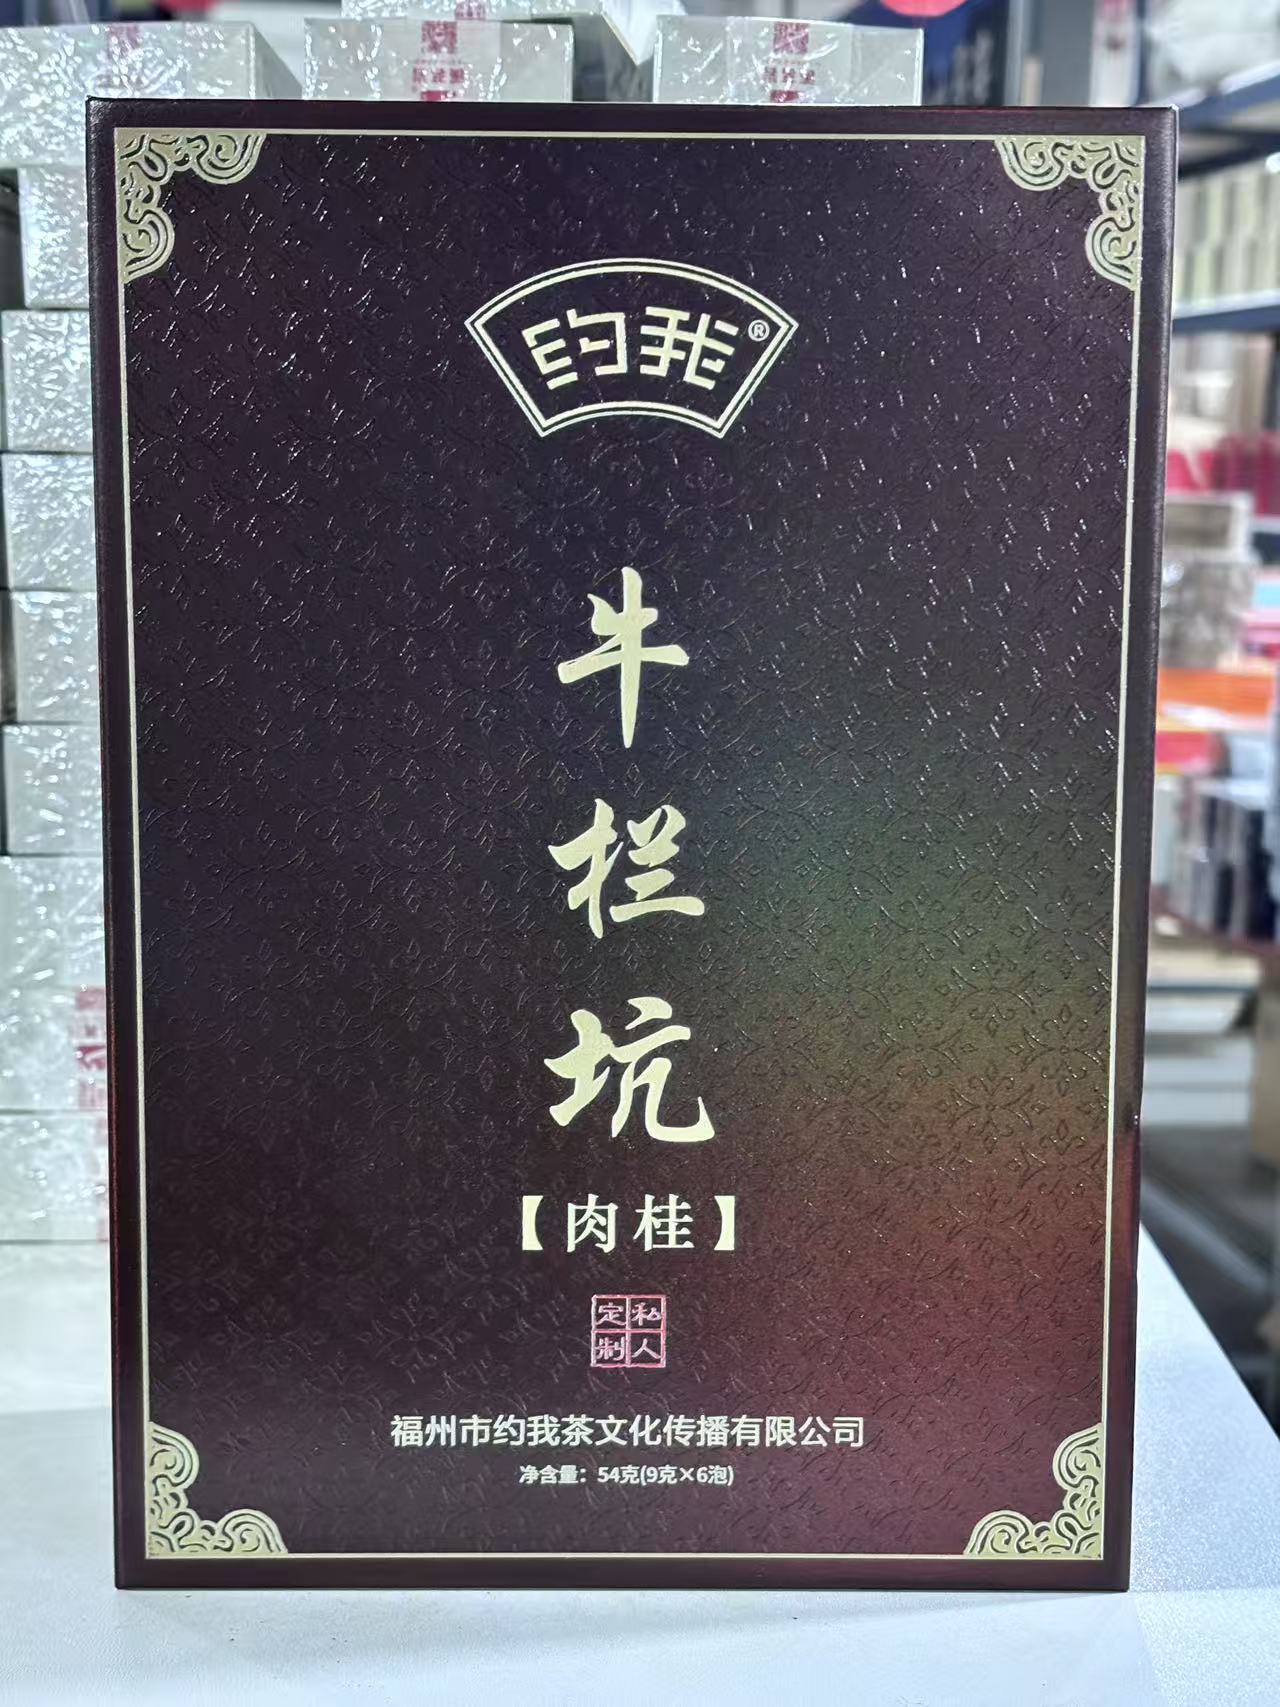 约我®
牛栏坑
【肉桂】
私人
定制
福州市约我茶文化传播有限公司
净含量：54克(9克×6泡)